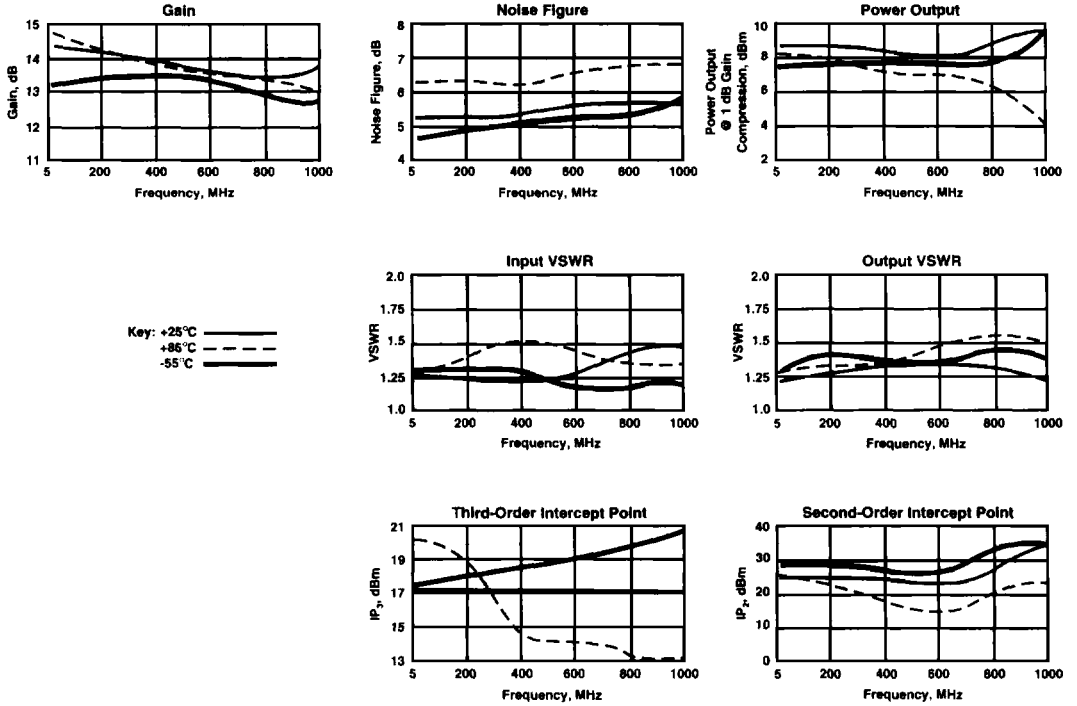 Gain
Gain, dB
15
14
13
12
11
5 200 400 600 800 1000
Frequency, MHz
Noise Figure
Noise Figure, dB
8
7
6
5
4
5 200 400 600 800 1000
Frequency, MHz
Power Output
Power Output
@ 1 dB Gain
Compression, dBm
10
8
6
4
2
5 200 400 600 800 1000
Frequency, MHz
Key: +25°C
+85°C
-55°C
Input VSWR
VSWR
2.0
1.75
1.5
1.25
1.0
5 200 400 600 800 1000
Frequency, MHz
Output VSWR
VSWR
2.0
1.75
1.5
1.25
1.0
5 200 400 600 800 1000
Frequency, MHz
Third-Order Intercept Point
IP₃, dBm
21
19
17
15
13
5 200 400 600 800 1000
Frequency, MHz
Second-Order Intercept Point
IP₂, dBm
40
30
20
10
0
5 200 400 600 800 1000
Frequency, MHz